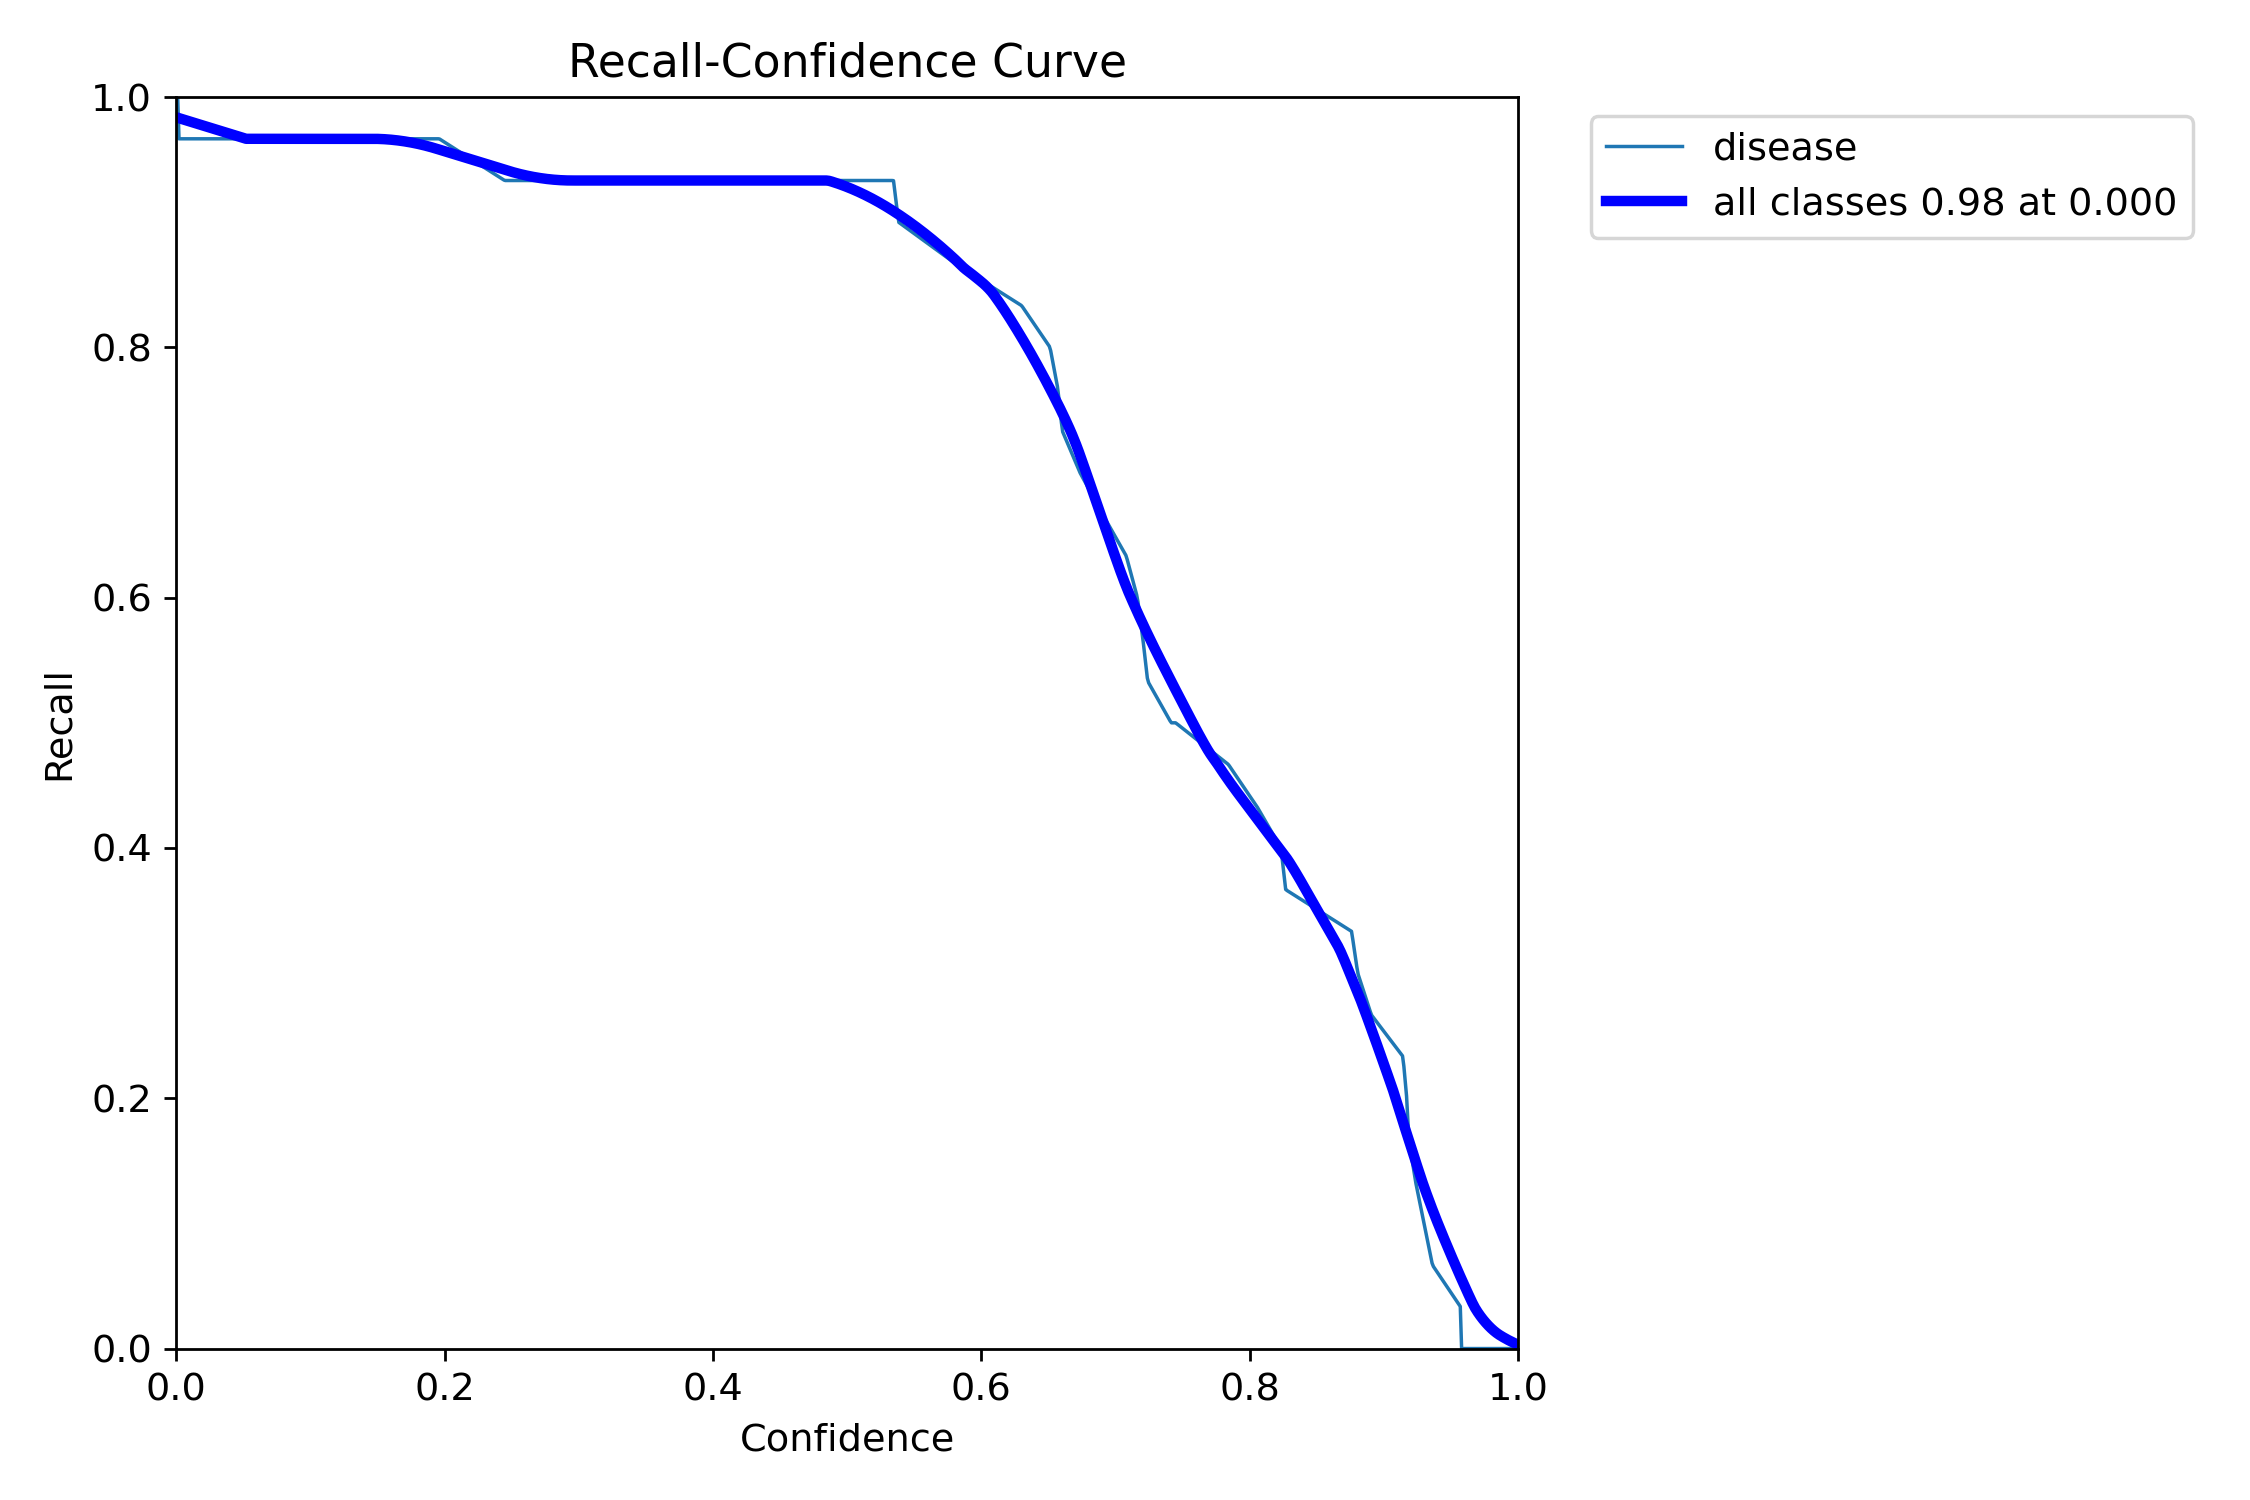 Recall-Confidence Curve
disease
all classes 0.98 at 0.000
1.0
0.8
0.6
0.4
0.2
0.0
Recall
0.0 0.2 0.4 0.6 0.8 1.0
Confidence